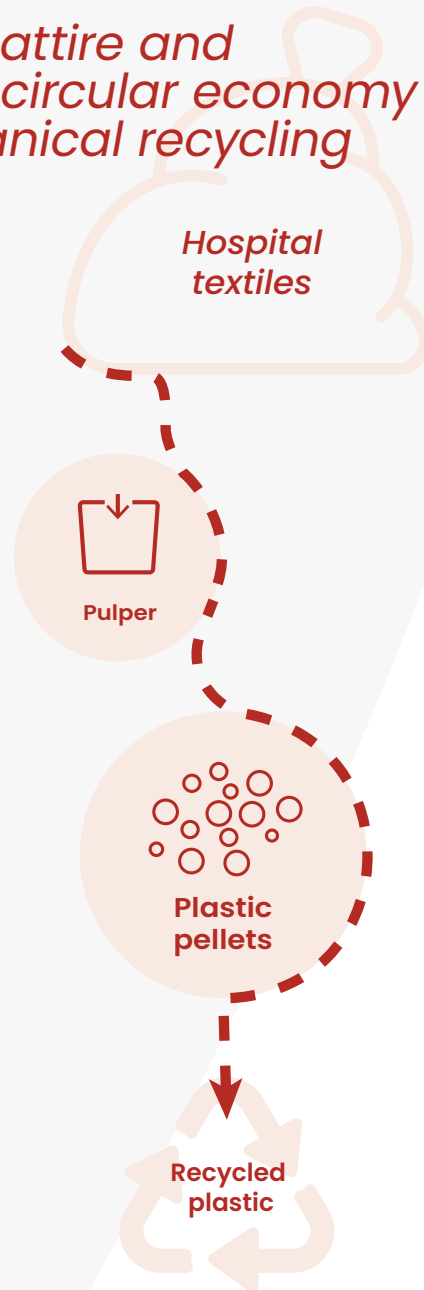 attire and
circular economy
anical recycling
Hospital
textiles
Pulper
Plastic
pellets
Recycled
plastic